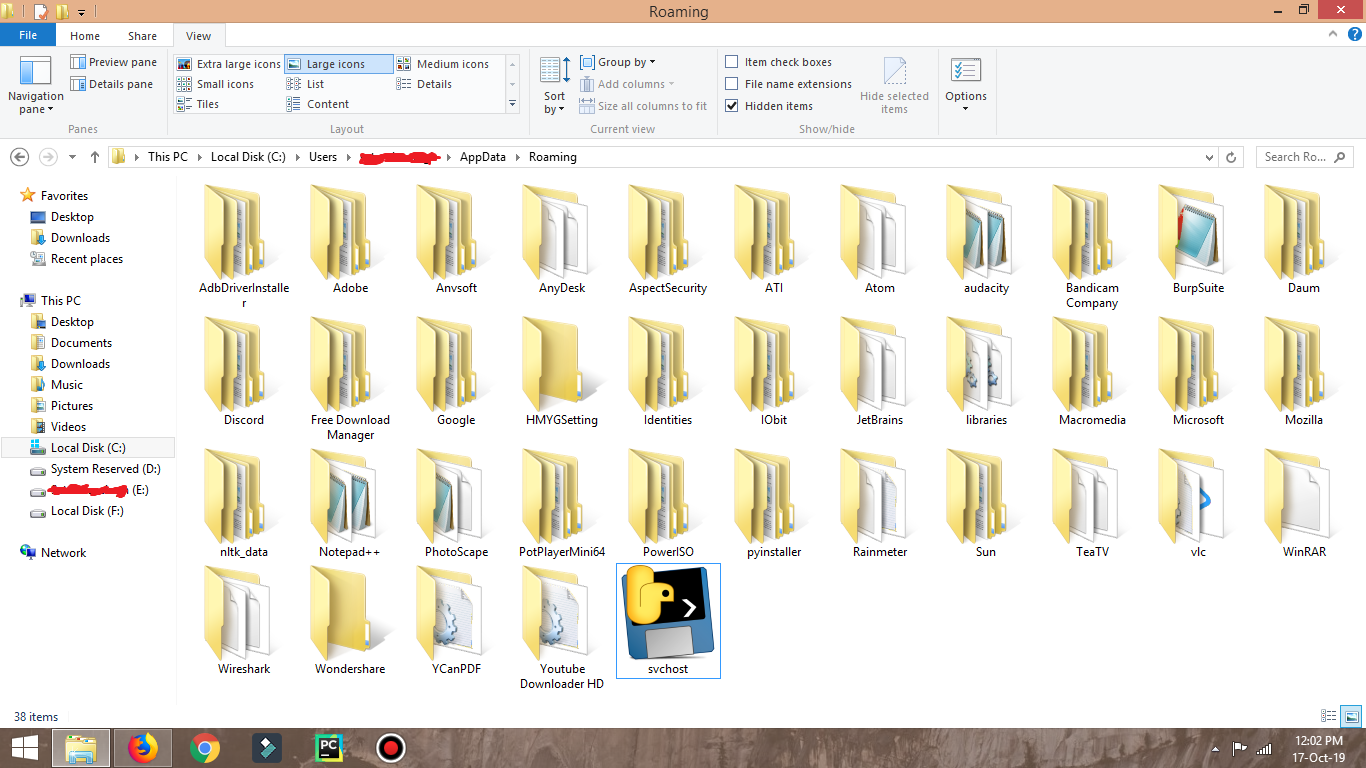 Roaming
File Home Share View
Navigation pane
Preview pane
Details pane
Panes
Extra large icons Large icons Medium icons
Small icons List Details
Tiles Content
Layout
Sort by
Group by
Add columns
Size all columns to fit
Current view
Item check boxes
File name extensions
Hidden items
Hide selected items
Show/hide
Options
This PC Local Disk (C:) Users AppData Roaming
Search Ro...
Favorites
Desktop
Downloads
Recent places
This PC
Desktop
Documents
Downloads
Music
Pictures
Videos
Local Disk (C:)
System Reserved (D:)
(E:)
Local Disk (F:)
Network
AdbDriverInstaller
Adobe
Anvsoft
AnyDesk
AspectSecurity
ATI
Atom
audacity
Bandicam Company
BurpSuite
Daum
Discord
Free Download Manager
Google
HMYGSetting
Identities
IObit
JetBrains
libraries
Macromedia
Microsoft
Mozilla
nltk_data
Notepad++
PhotoScape
PotPlayerMini64
PowerISO
pyinstaller
Rainmeter
Sun
TeaTV
vlc
WinRAR
Wireshark
Wondershare
YCanPDF
Youtube Downloader HD
svchost
38 items
PC
12:02 PM
17-Oct-19